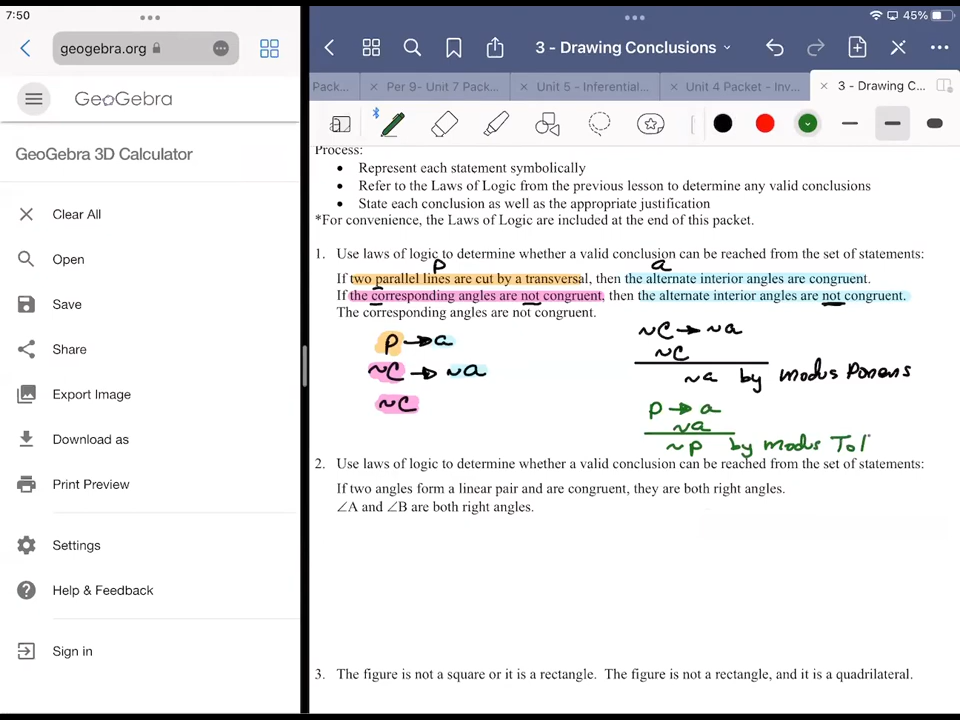 7:50
45%
geogebra.org
GeoGebra
GeoGebra 3D Calculator
Clear All
Open
Save
Share
Export Image
Download as
Print Preview
Settings
Help & Feedback
Sign in
3 - Drawing Conclusions
Pack...
Per 9- Unit 7 Pack...
Unit 5 - Inferential...
Unit 4 Packet - Inv...
3 - Drawing C...
Process:
• Represent each statement symbolically
• Refer to the Laws of Logic from the previous lesson to determine any valid conclusions
• State each conclusion as well as the appropriate justification
*For convenience, the Laws of Logic are included at the end of this packet.
1. Use laws of logic to determine whether a valid conclusion can be reached from the set of statements:
p a
If two parallel lines are cut by a transversal, then the alternate interior angles are congruent.
If the corresponding angles are not congruent, then the alternate interior angles are not congruent.
The corresponding angles are not congruent.
p → a
~c → ~a
~c
~c → ~a
~c
~a by modus Ponens
p → a
~a
~p by modus Tol
2. Use laws of logic to determine whether a valid conclusion can be reached from the set of statements:
If two angles form a linear pair and are congruent, they are both right angles.
∠A and ∠B are both right angles.
3. The figure is not a square or it is a rectangle. The figure is not a rectangle, and it is a quadrilateral.